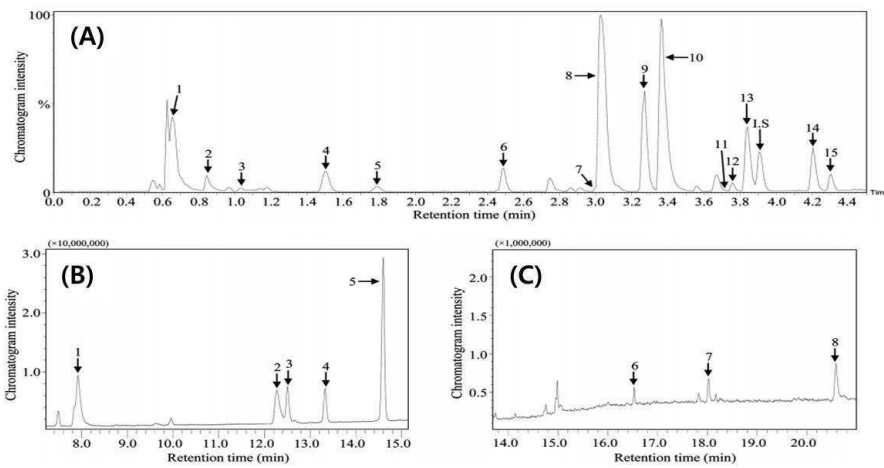 (A)
Chromatogram intensity
100
%
0
1
2
3
4
5
6
7
8
9
10
11
12
13
I.S
14
15
0.0 0.2 0.4 0.6 0.8 1.0 1.2 1.4 1.6 1.8 2.0 2.2 2.4 2.6 2.8 3.0 3.2 3.4 3.6 3.8 4.0 4.2 4.4
Tim
Retention time (min)
(B)
(×10,000,000)
Chromatogram intensity
3.0
2.0
1.0
1
2
3
4
5
8.0 9.0 10.0 11.0 12.0 13.0 14.0 15.0
Retention time (min)
(C)
(×1,000,000)
Chromatogram intensity
2.0
1.5
1.0
0.5
6
7
8
14.0 15.0 16.0 17.0 18.0 19.0 20.0
Retention time (min)